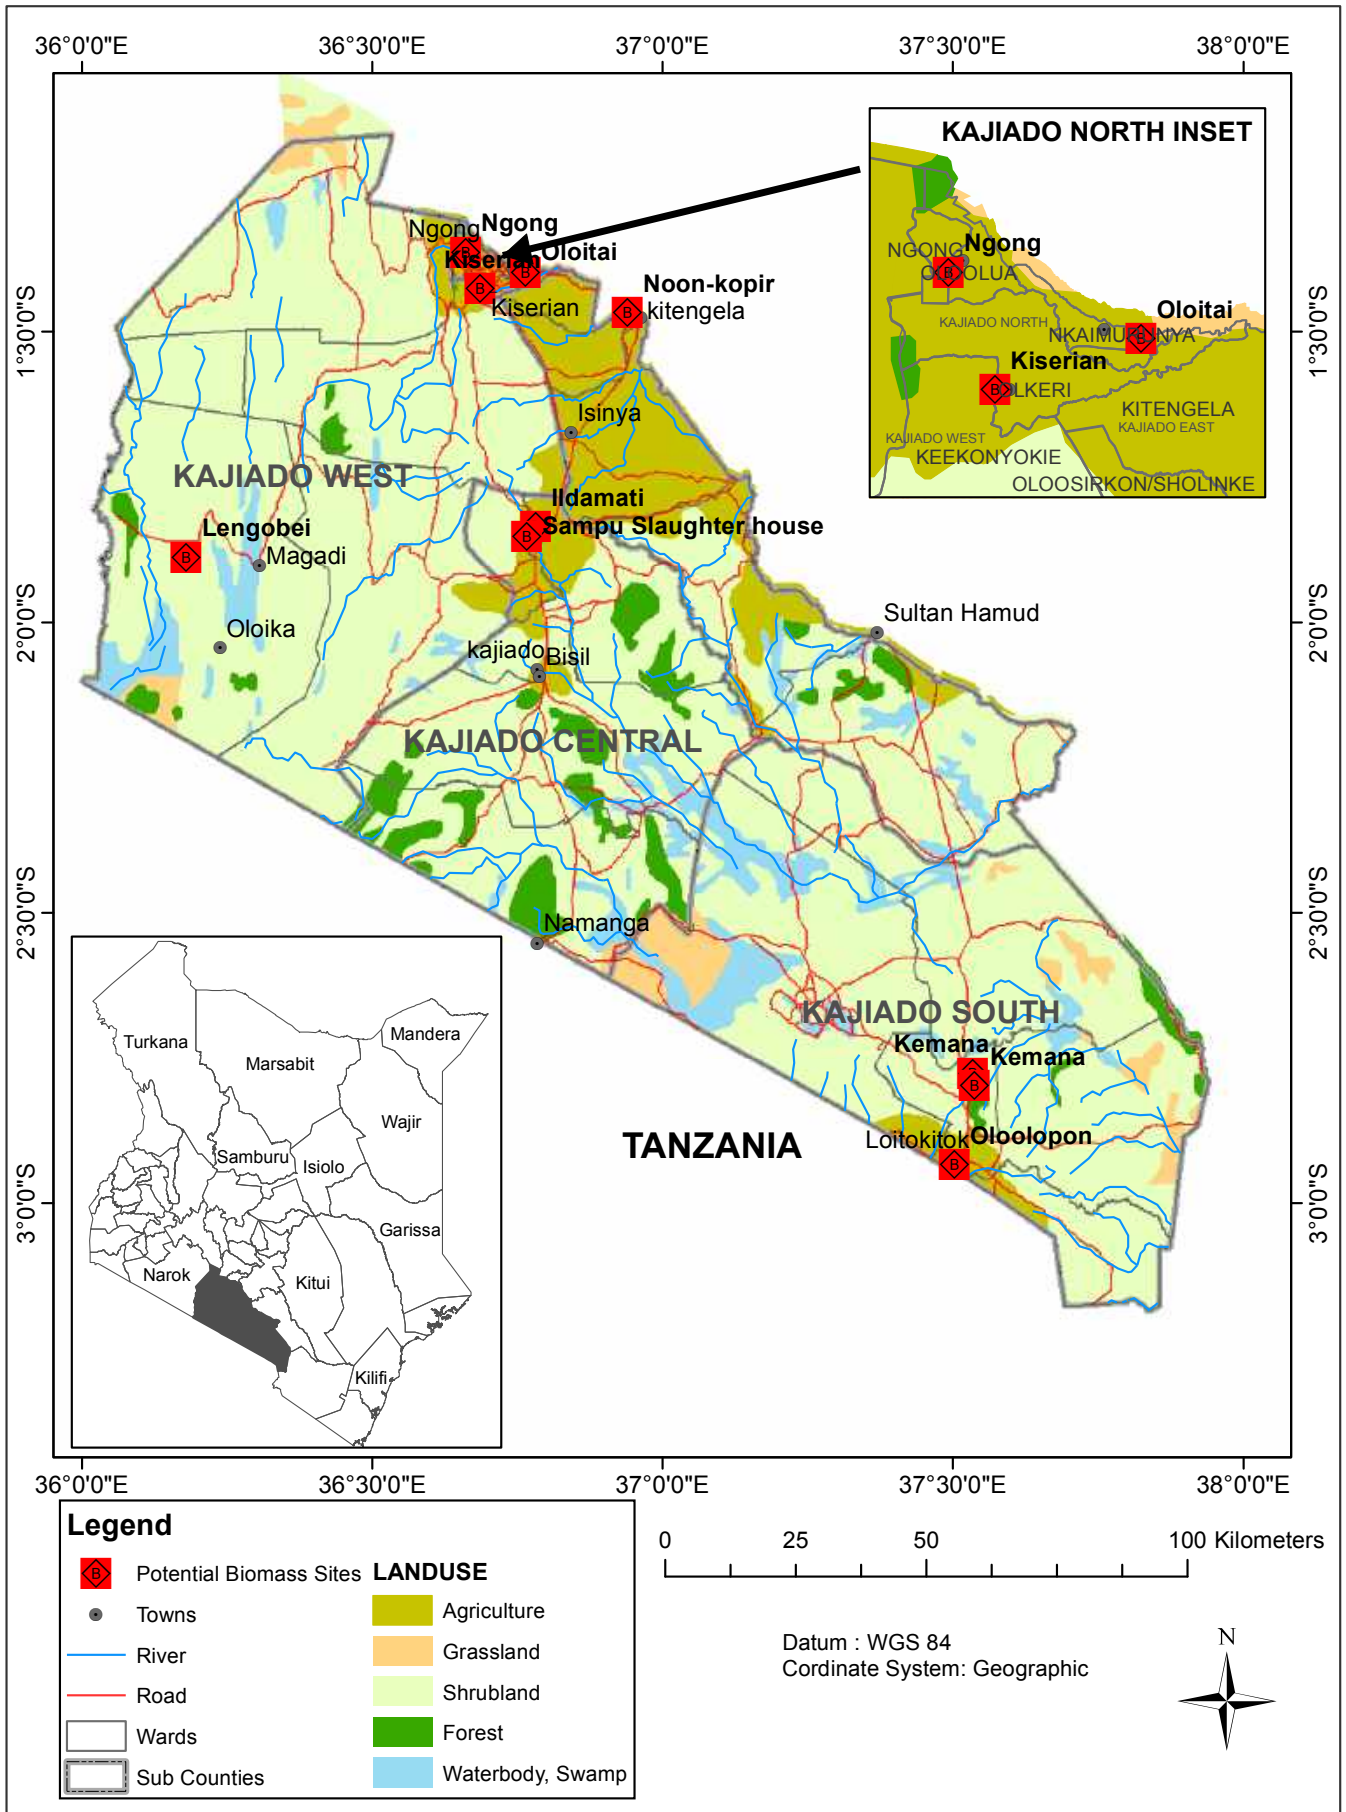 36°0'0"E
36°30'0"E
37°0'0"E
37°30'0"E
38°0'0"E
KAJIADO NORTH INSET
NGONG
Ngong
KAJIADO NORTH
Oloitai
Kiserian
KITENGELA
KAJIADO EAST
KAJIADO WEST
KEEKONYOKIE
OLOOSIRKON/SHOLINKE
B
B
B
Ngong
Ngong
Kiserian
Oloitai
Kiserian
Noon-kopir
kitengela
Isinya
KAJIADO WEST
Ildamati
Sampu Slaughter house
Lengobei
Magadi
Oloika
Sultan Hamud
kajiado
Bisil
KAJIADO CENTRAL
Namanga
KAJIADO SOUTH
Kemana
Kemana
Loitokitok
Oloolopon
TANZANIA
B
B
B
B
B
B
B
B
1°30'0"S
2°0'0"S
2°30'0"S
3°0'0"S
1°30'0"S
2°0'0"S
2°30'0"S
3°0'0"S
Turkana
Marsabit
Mandera
Wajir
Samburu
Isiolo
Garissa
Narok
Kitui
Kilifi
36°0'0"E
36°30'0"E
37°0'0"E
37°30'0"E
38°0'0"E
Legend
B
Potential Biomass Sites
Towns
River
Road
Wards
Sub Counties
LANDUSE
Agriculture
Grassland
Shrubland
Forest
Waterbody, Swamp
0 25 50 100 Kilometers
Datum : WGS 84
Cordinate System: Geographic
N